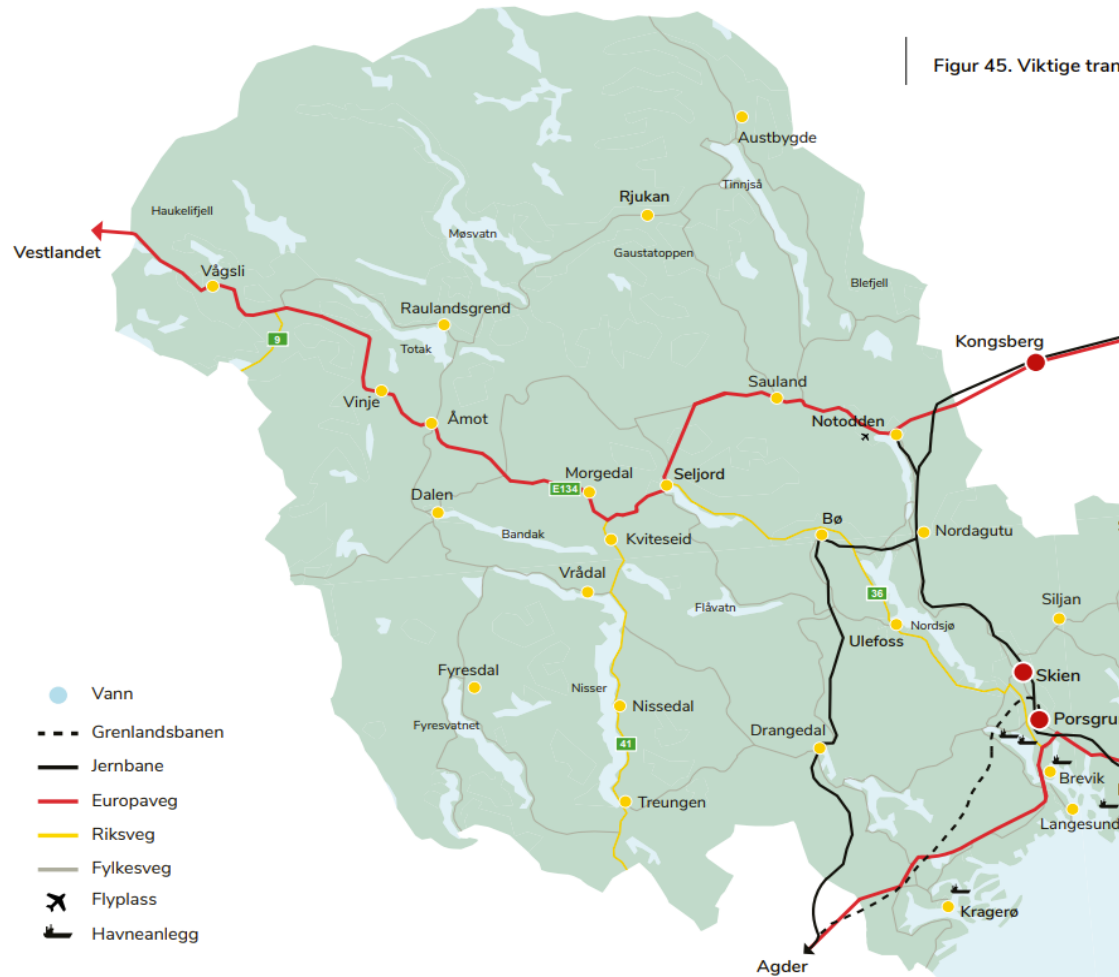 Figur 45. Viktige tran
Austbygde
Tinnjså
Rjukan
Haukelifjell
Møsvatn
Vestlandet
Gaustatoppen
Vågsli
Blefjell
Raulandsgrend
Kongsberg
9
Totak
Sauland
Vinje
Åmot
Notodden
Morgedal
Seljord
E134
Dalen
Bø
Bandak
Kviteseid
Nordagutu
Vrådal
36
Siljan
Flåvatn
Nordsjø
Ulefoss
Fyresdal
Skien
Nisser
Vann
Nissedal
Porsgru
Fyresvatnet
Drangedal
Grenlandsbanen
41
Jernbane
Brevik
Europaveg
Treungen
Langesund
Riksveg
Fylkesveg
Flyplass
Kragerø
Havneanlegg
Agder